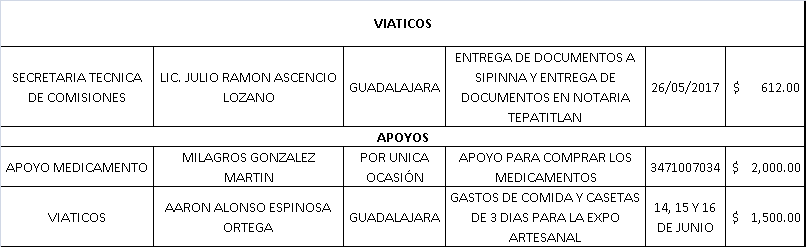 VIATICOS
SECRETARIA TECNICA
DE COMISIONES
LIC. JULIO RAMON ASCENCIO
LOZANO
GUADALAJARA
ENTREGA DE DOCUMENTOS A
SIPINNA Y ENTREGA DE
DOCUMENTOS EN NOTARIA
TEPATITLAN
26/05/2017
$ 612.00
APOYOS
APOYO MEDICAMENTO
MILAGROS GONZALEZ
MARTIN
POR UNICA
OCASIÓN
APOYO PARA COMPRAR LOS
MEDICAMENTOS
3471007034
$ 2,000.00
VIATICOS
AARON ALONSO ESPINOSA
ORTEGA
GUADALAJARA
GASTOS DE COMIDA Y CASETAS
DE 3 DIAS PARA LA EXPO
ARTESANAL
14, 15 Y 16
DE JUNIO
$ 1,500.00